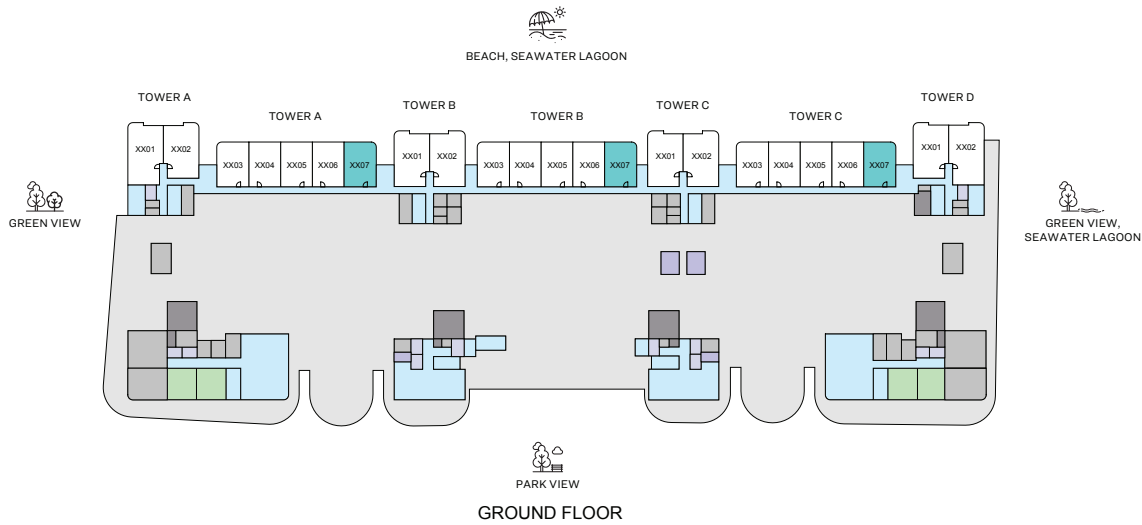 BEACH, SEAWATER LAGOON
TOWER A
TOWER A
TOWER B
TOWER B
TOWER C
TOWER C
TOWER D
XX01 XX02
XX03 XX04 XX05 XX06 XX07
XX01 XX02
XX03 XX04 XX05 XX06 XX07
XX01 XX02
XX03 XX04 XX05 XX06 XX07
XX01 XX02
GREEN VIEW
GREEN VIEW,
SEAWATER LAGOON
PARK VIEW
GROUND FLOOR